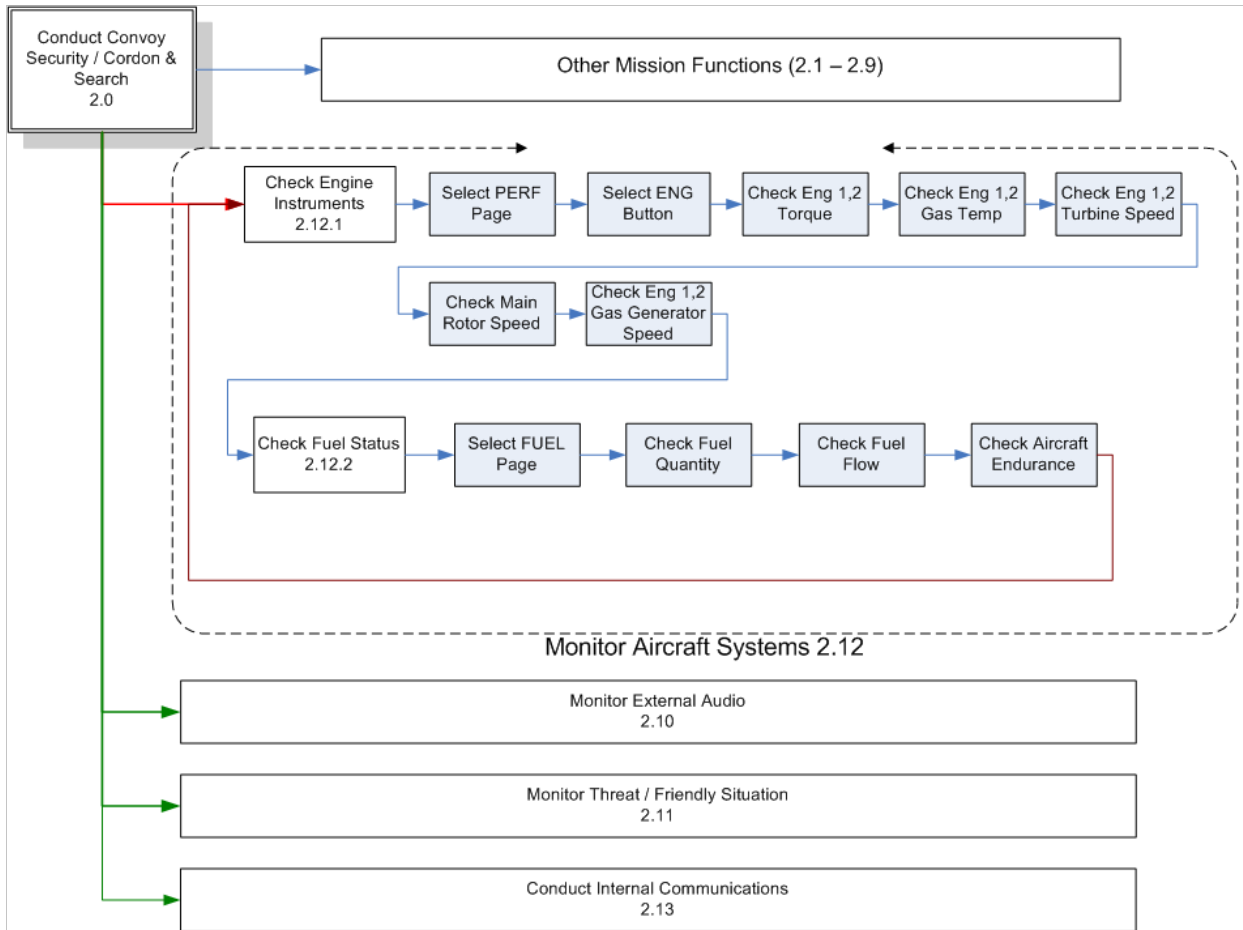 Conduct Convoy
Security / Cordon &
Search
2.0
Other Mission Functions (2.1 – 2.9)
Check Engine
Instruments
2.12.1
Select PERF
Page
Select ENG
Button
Check Eng 1,2
Torque
Check Eng 1,2
Gas Temp
Check Eng 1,2
Turbine Speed
Check Main
Rotor Speed
Check Eng 1,2
Gas Generator
Speed
Check Fuel Status
2.12.2
Select FUEL
Page
Check Fuel
Quantity
Check Fuel
Flow
Check Aircraft
Endurance
Monitor Aircraft Systems 2.12
Monitor External Audio
2.10
Monitor Threat / Friendly Situation
2.11
Conduct Internal Communications
2.13